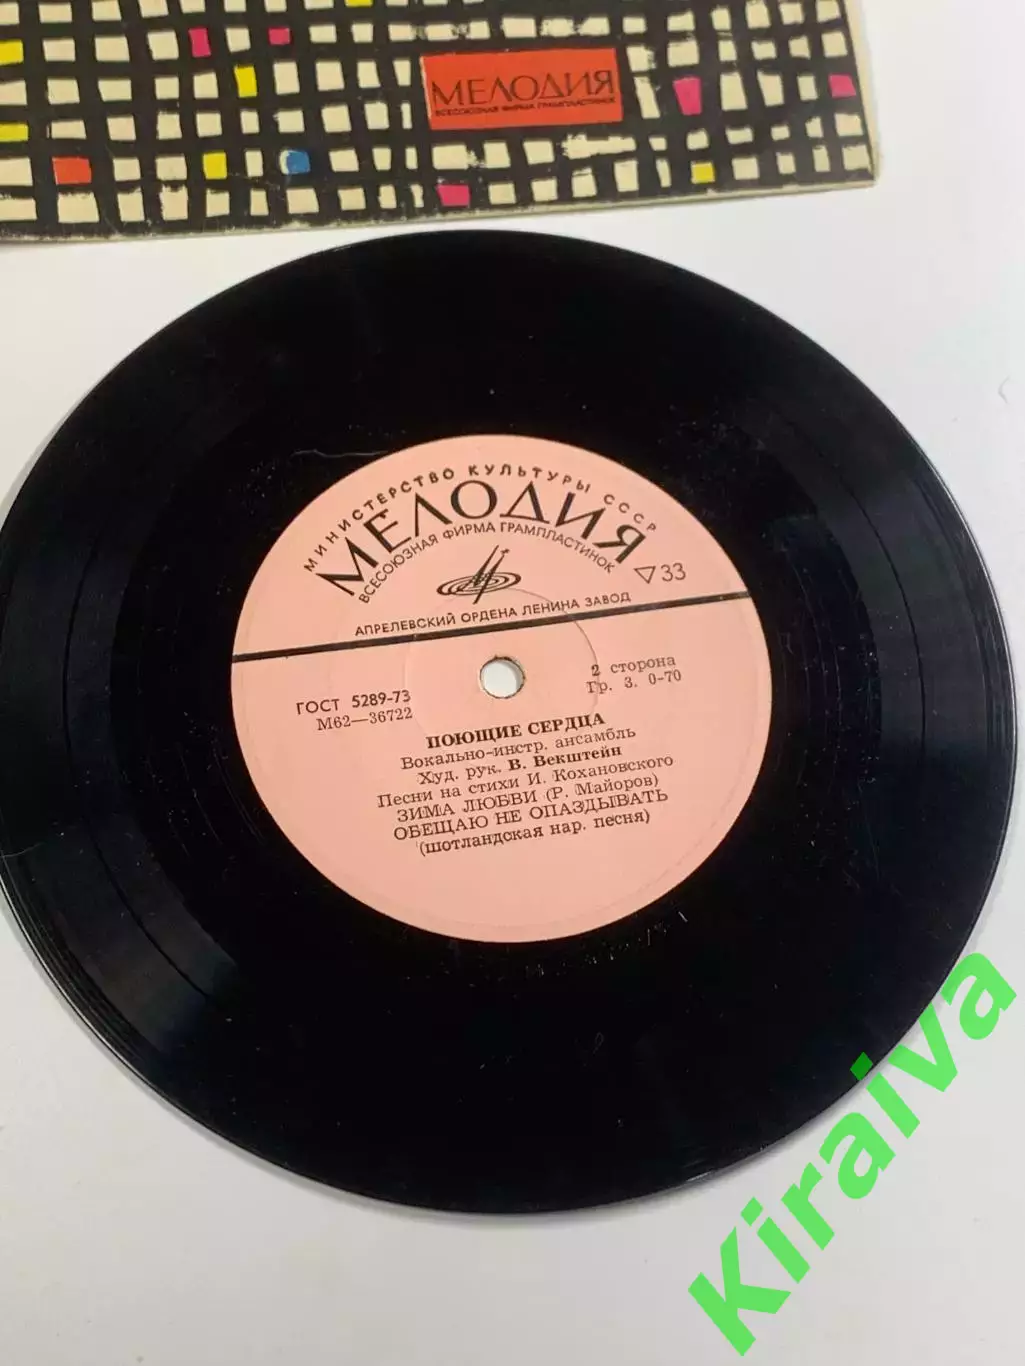 МЕЛОДИЯ
ВСЕСОЮЗНАЯ ФИРМА ГРАМПЛАСТИНОК
МИНИСТЕРСТВО КУЛЬТУРЫ СССР
МЕЛОДИЯ
ВСЕСОЮЗНАЯ ФИРМА ГРАМПЛАСТИНОК
33
АПРЕЛЕВСКИЙ ОРДЕНА ЛЕНИНА ЗАВОД
ГОСТ 5289-73
М62—36722
2 сторона
Гр. 3. 0-70
ПОЮЩИЕ СЕРДЦА
Вокально-инстр. ансамбль
Худ. рук. В. Векштейн
Песни на стихи И. Кохановского
ЗИМА ЛЮБВИ (Р. Майоров)
ОБЕЩАЮ НЕ ОПАЗДЫВАТЬ
(шотландская нар. песня)
Kiraiva